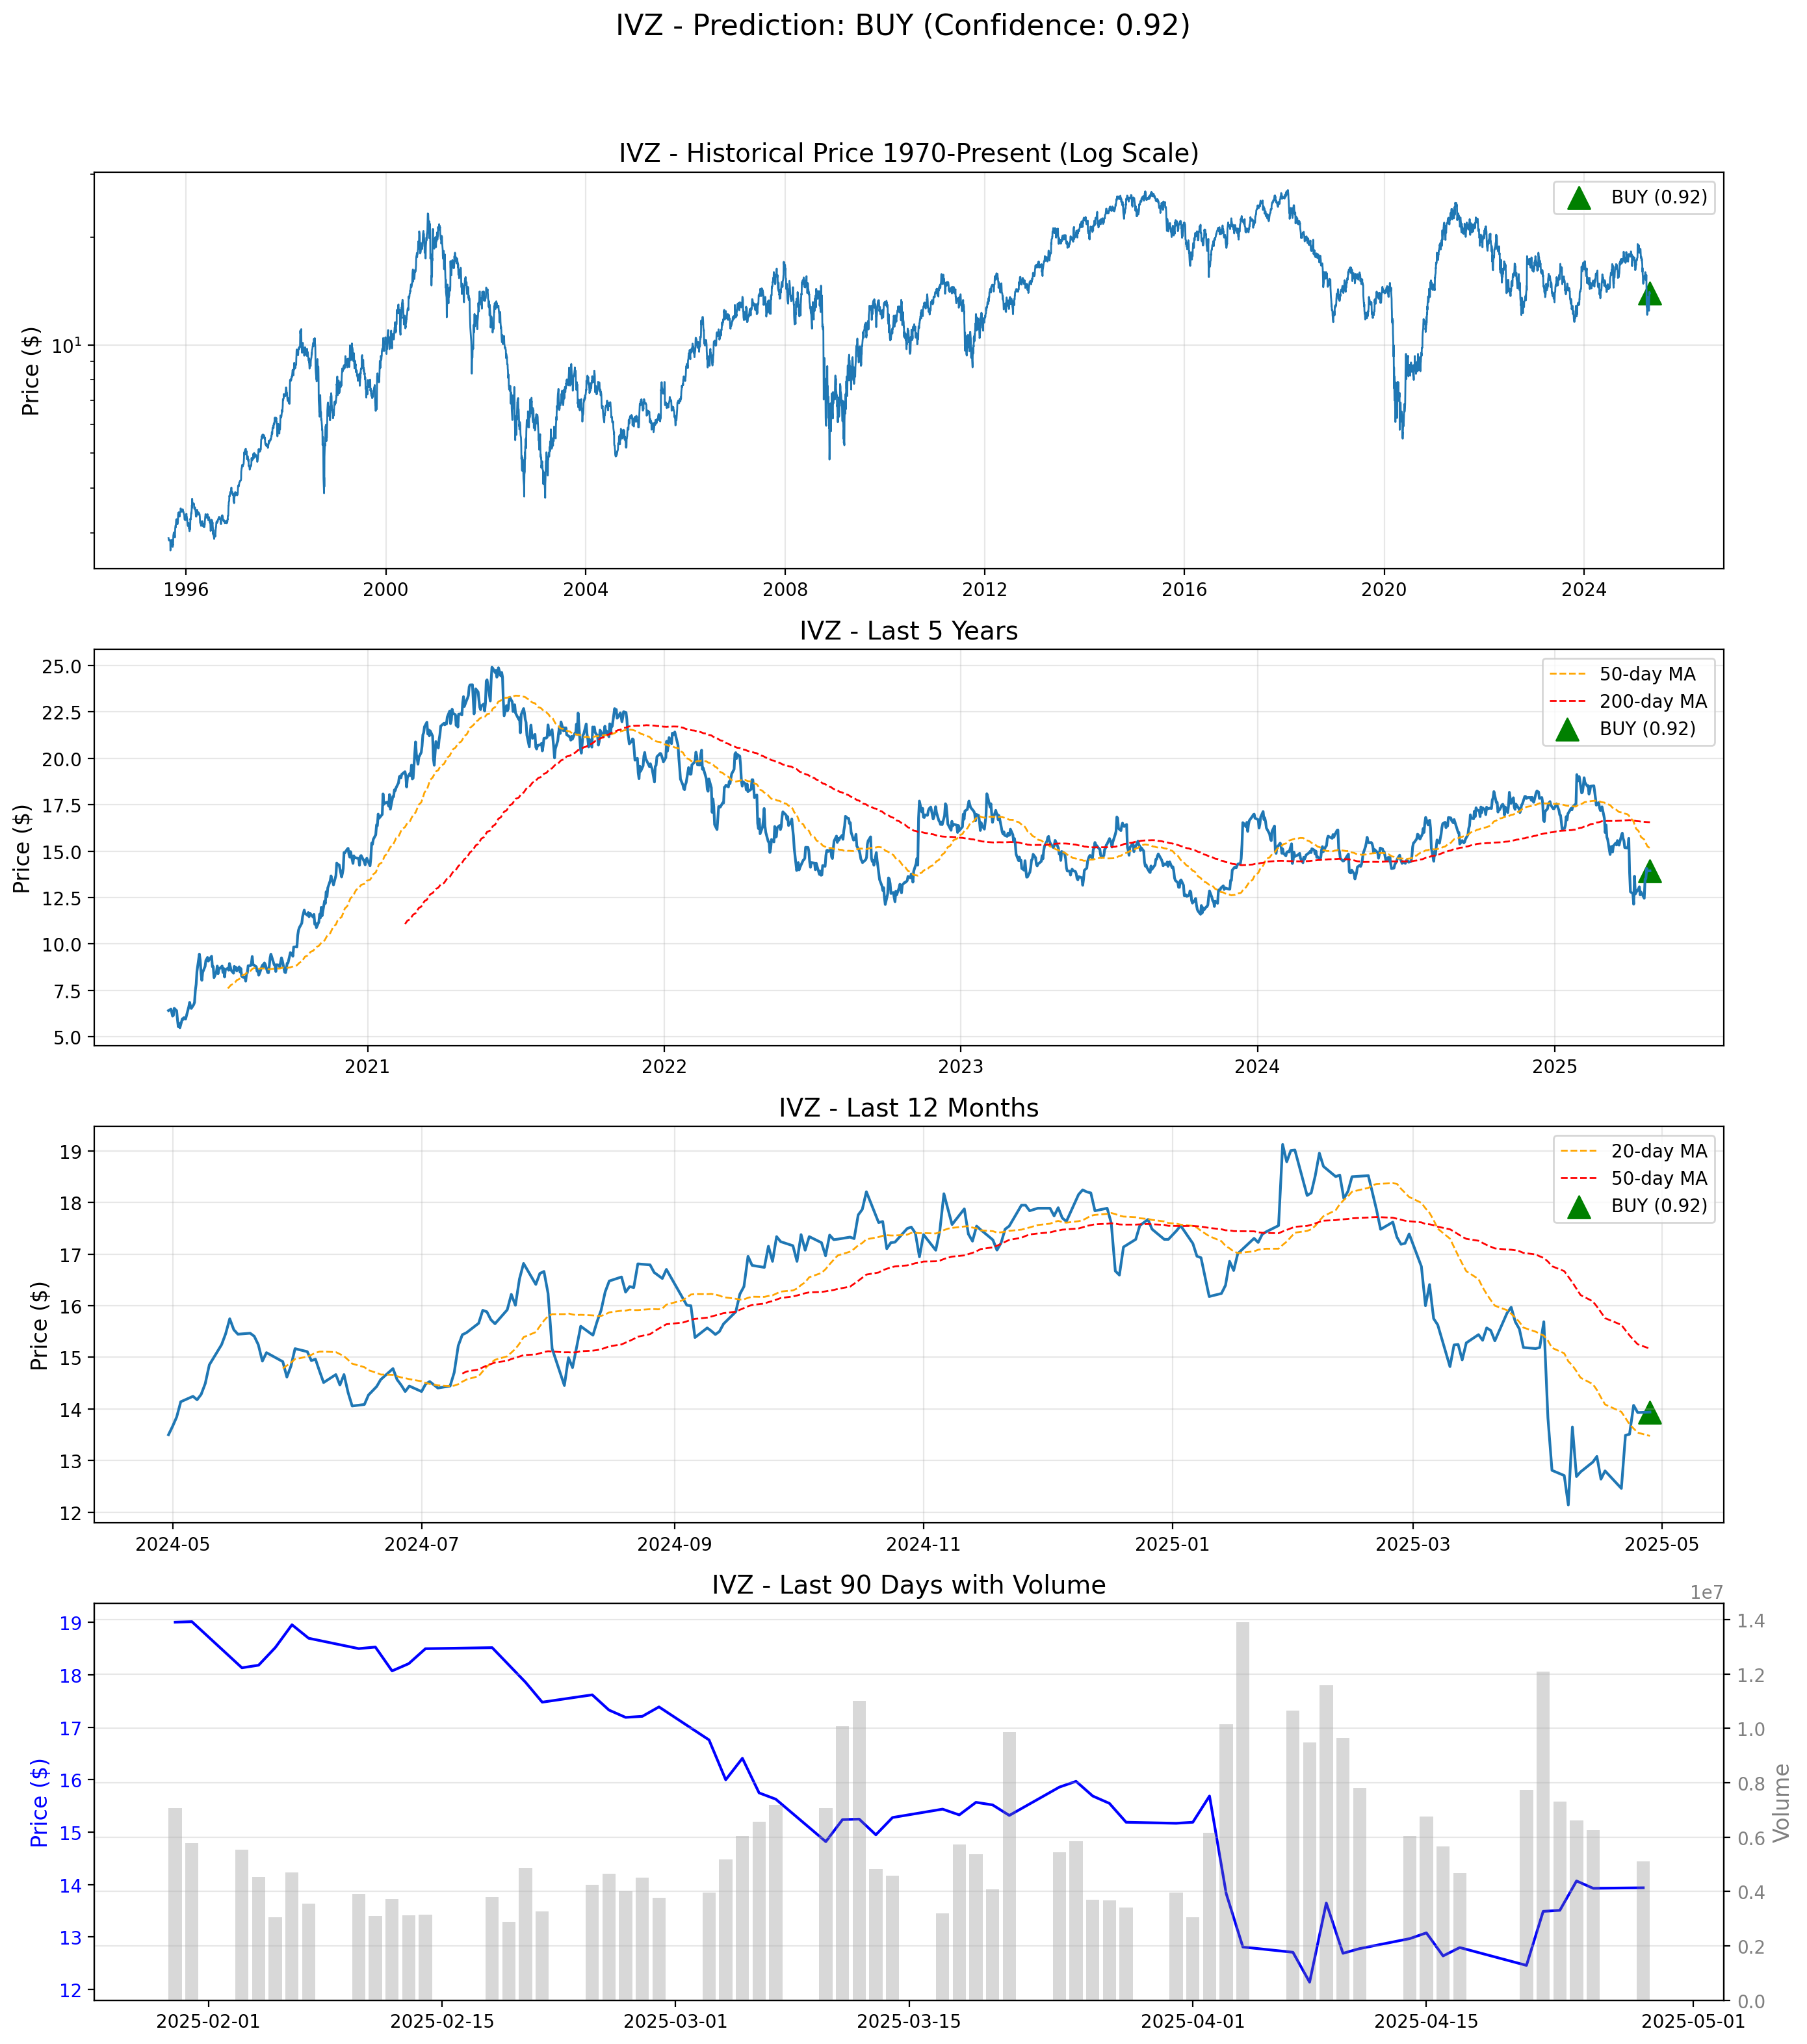 IVZ - Prediction: BUY (Confidence: 0.92)
IVZ - Historical Price 1970-Present (Log Scale)
BUY (0.92)
Price ($)
10¹
1996 2000 2004 2008 2012 2016 2020 2024
IVZ - Last 5 Years
50-day MA
200-day MA
BUY (0.92)
Price ($)
25.0
22.5
20.0
17.5
15.0
12.5
10.0
7.5
5.0
2021 2022 2023 2024 2025
IVZ - Last 12 Months
20-day MA
50-day MA
BUY (0.92)
Price ($)
19
18
17
16
15
14
13
12
2024-05 2024-07 2024-09 2024-11 2025-01 2025-03 2025-05
IVZ - Last 90 Days with Volume
1e7
Price ($)
19
18
17
16
15
14
13
12
1.4
1.2
1.0
0.8
0.6
0.4
0.2
0.0
Volume
2025-02-01 2025-02-15 2025-03-01 2025-03-15 2025-04-01 2025-04-15 2025-05-01